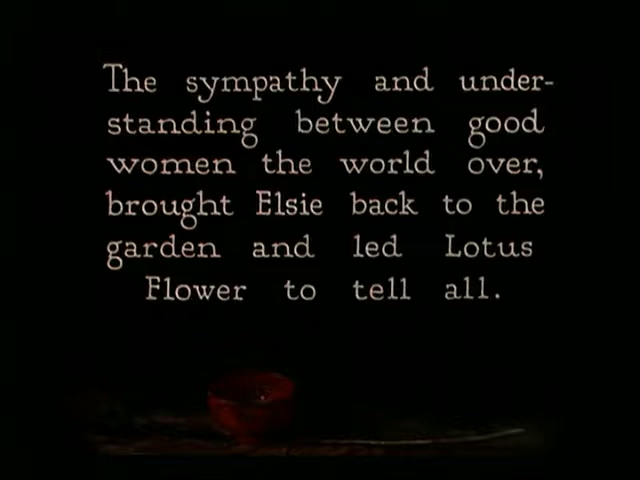 The sympathy and under-
standing between good
women the world over,
brought Elsie back to the
garden and led Lotus
Flower to tell all.